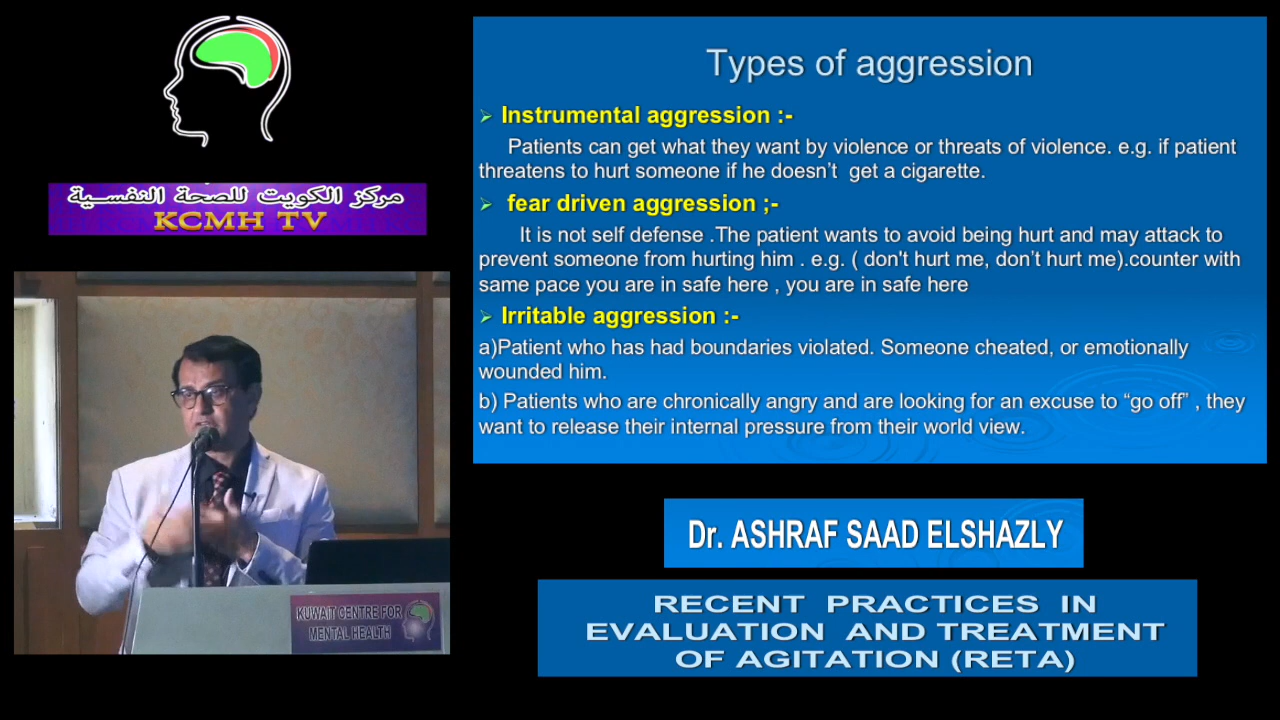 مركز الكويت للصحة النفسية
KCMH TV
Types of aggression
Instrumental aggression :-
Patients can get what they want by violence or threats of violence. e.g. if patient
threatens to hurt someone if he doesn’t get a cigarette.
fear driven aggression ;-
It is not self defense .The patient wants to avoid being hurt and may attack to
prevent someone from hurting him . e.g. ( don't hurt me, don’t hurt me).counter with
same pace you are in safe here , you are in safe here
Irritable aggression :-
a)Patient who has had boundaries violated. Someone cheated, or emotionally
wounded him.
b) Patients who are chronically angry and are looking for an excuse to “go off” , they
want to release their internal pressure from their world view.
KUWAIT CENTRE FOR
MENTAL HEALTH
Dr. ASHRAF SAAD ELSHAZLY
RECENT PRACTICES IN
EVALUATION AND TREATMENT
OF AGITATION (RETA)